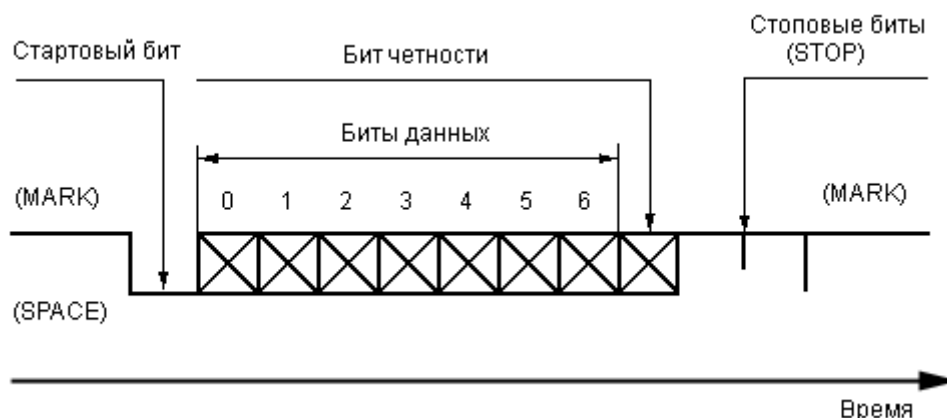 Стартовый бит
Бит четности
Стоповые биты
(STOP)
Биты данных
(MARK)
0 1 2 3 4 5 6
(MARK)
(SPACE)
Время